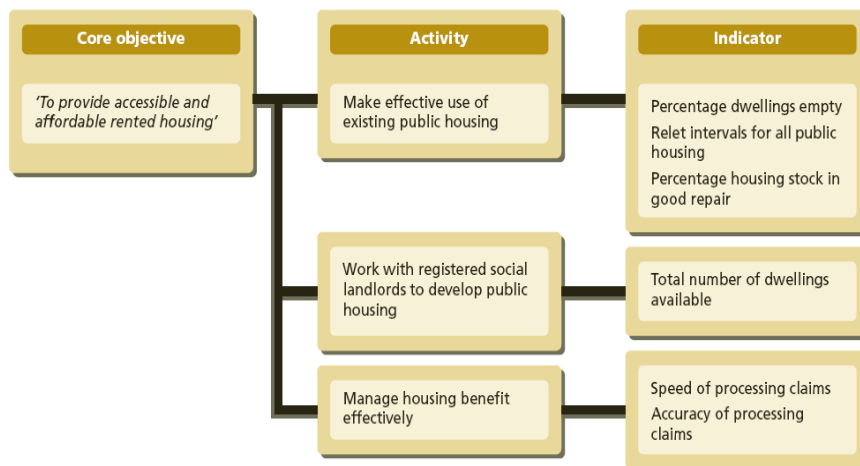 Core objective
Activity
Indicator
‘To provide accessible and
affordable rented housing’
Make effective use of
existing public housing
Percentage dwellings empty
Relet intervals for all public
housing
Percentage housing stock in
good repair
Work with registered social
landlords to develop public
housing
Total number of dwellings
available
Manage housing benefit
effectively
Speed of processing claims
Accuracy of processing
claims